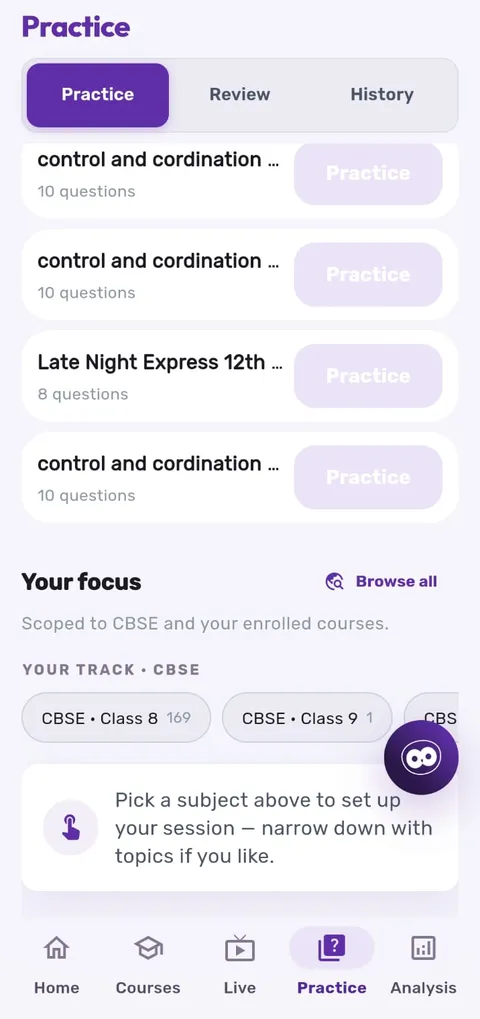 Practice
Practice Review History
control and cordination ...
10 questions
Practice
control and cordination ...
10 questions
Practice
Late Night Express 12th ...
8 questions
Practice
control and cordination ...
10 questions
Practice
Your focus
Browse all
Scoped to CBSE and your enrolled courses.
YOUR TRACK • CBSE
CBSE • Class 8 169
CBSE • Class 9 1
CBS
Pick a subject above to set up
your session — narrow down with
topics if you like.
Home Courses Live Practice Analysis